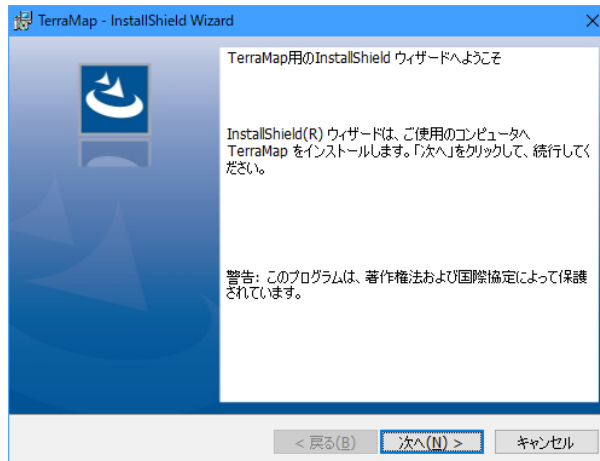 TerraMap - InstallShield Wizard
TerraMap用のInstallShield ウィザードへようこそ
InstallShield(R) ウィザードは、ご使用のコンピュータへ
TerraMap をインストールします。「次へ」をクリックして、続行してく
ださい。
警告: このプログラムは、著作権法および国際協定によって保護
されています。
< 戻る(B)
次へ(N) >
キャンセル